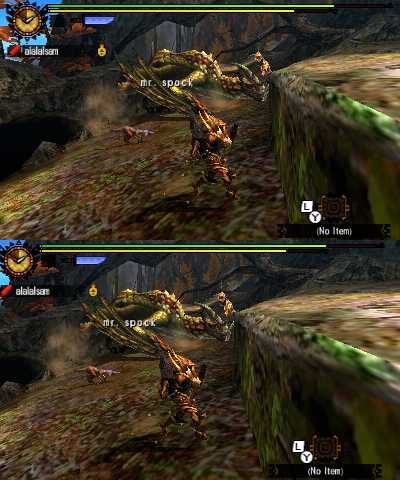 alalalsam
mr. spock
L
Y
(No Item)
alalalsam
mr. spock
L
Y
(No Item)